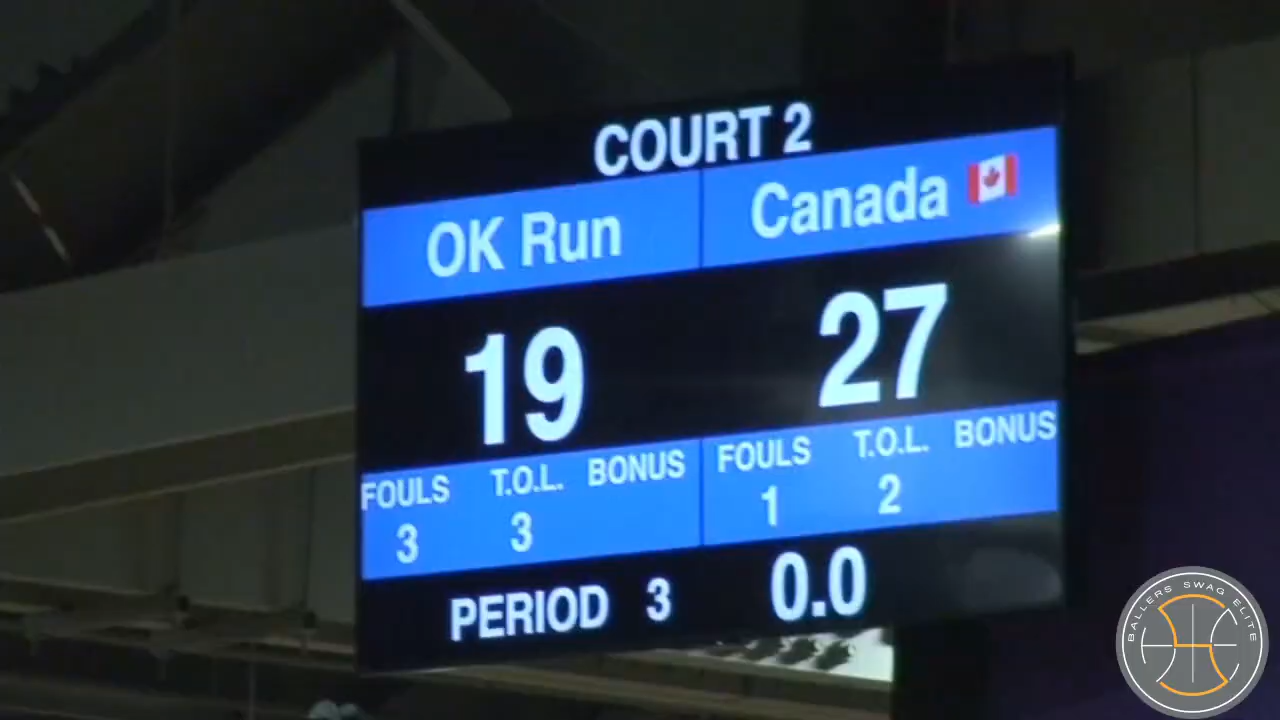 COURT 2
OK Run Canada
19 27
FOULS T.O.L. BONUS FOULS T.O.L. BONUS
3 3 1 2
PERIOD 3 0.0
BALLERS SWAG ELITE